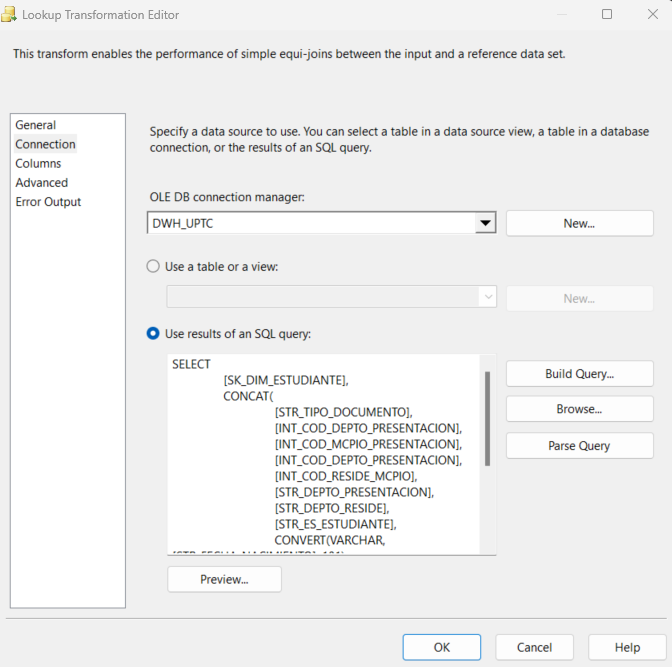 Lookup Transformation Editor
This transform enables the performance of simple equi-joins between the input and a reference data set.
General
Connection
Columns
Advanced
Error Output
Specify a data source to use. You can select a table in a data source view, a table in a database
connection, or the results of an SQL query.
OLE DB connection manager:
DWH_UPTC
New...
Use a table or a view:
New...
Use results of an SQL query:
SELECT
[SK_DIM_ESTUDIANTE],
CONCAT(
[STR_TIPO_DOCUMENTO],
[INT_COD_DEPTO_PRESENTACION],
[INT_COD_MCPIO_PRESENTACION],
[INT_COD_DEPTO_PRESENTACION],
[INT_COD_RESIDE_MCPIO],
[STR_DEPTO_PRESENTACION],
[STR_DEPTO_RESIDE],
[STR_ES_ESTUDIANTE],
CONVERT(VARCHAR,
[STR_FECHA_NACIMIENTO], 101)
Build Query...
Browse...
Parse Query
Preview...
OK
Cancel
Help